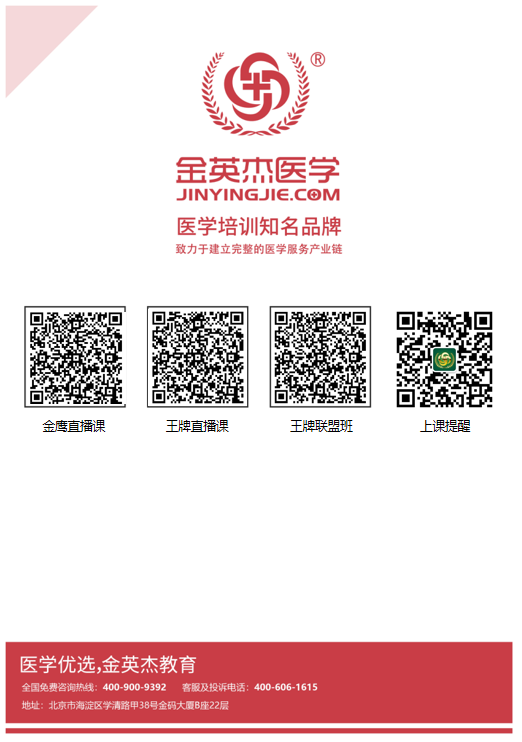 ®
金英杰医学
JINYINGJIE.COM
医学培训知名品牌
致力于建立完整的医学服务产业链
金鹰直播课
王牌直播课
王牌联盟班
上课提醒
医学优选,金英杰教育
全国免费咨询热线：400-900-9392 客服及投诉电话：400-606-1615
地址：北京市海淀区学清路甲38号金码大厦B座22层